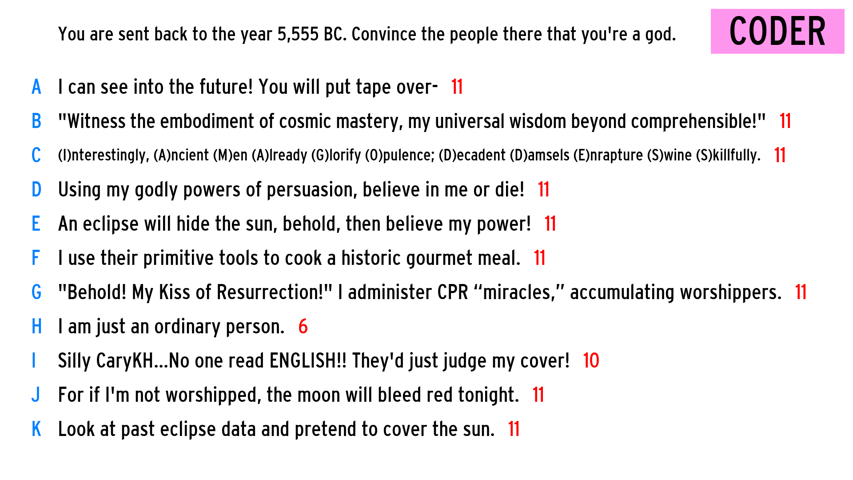 You are sent back to the year 5,555 BC. Convince the people there that you're a god.
CODER
A I can see into the future! You will put tape over- 11
B "Witness the embodiment of cosmic mastery, my universal wisdom beyond comprehensible!" 11
C (I)nterestingly, (A)ncient (M)en (A)lready (G)lorify (O)pulence; (D)ecadent (D)amsels (E)nrapture (S)wine (S)killfully. 11
D Using my godly powers of persuasion, believe in me or die! 11
E An eclipse will hide the sun, behold, then believe my power! 11
F I use their primitive tools to cook a historic gourmet meal. 11
G "Behold! My Kiss of Resurrection!" I administer CPR “miracles,” accumulating worshippers. 11
H I am just an ordinary person. 6
I Silly CaryKH...No one read ENGLISH!! They'd just judge my cover! 10
J For if I'm not worshipped, the moon will bleed red tonight. 11
K Look at past eclipse data and pretend to cover the sun. 11